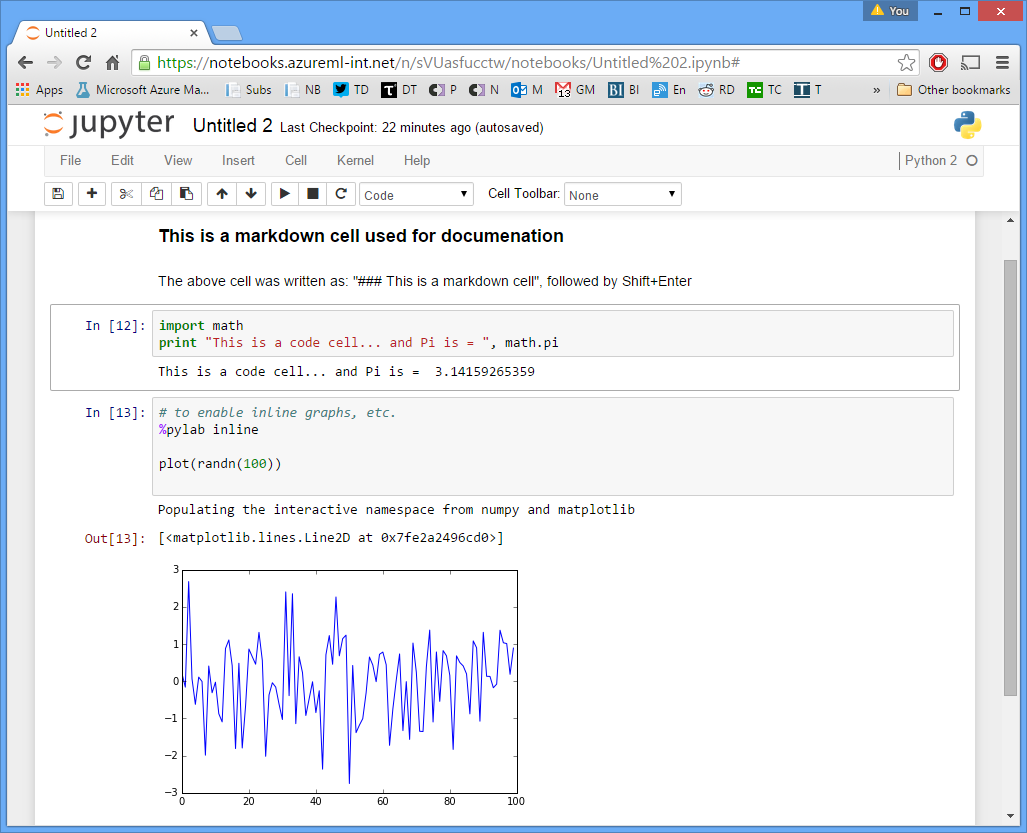 You
Untitled 2
https://notebooks.azureml-int.net/n/sVUasfucctw/notebooks/Untitled%202.ipynb#
Apps Microsoft Azure Ma... Subs NB TD DT P N M 13 GM BI BI En RD TC T » Other bookmarks
jupyter Untitled 2 Last Checkpoint: 22 minutes ago (autosaved)
File Edit View Insert Cell Kernel Help Python 2
Code Cell Toolbar: None
This is a markdown cell used for documenation
The above cell was written as: "### This is a markdown cell", followed by Shift+Enter
In [12]: import math
print "This is a code cell... and Pi is = ", math.pi
This is a code cell... and Pi is =  3.14159265359
In [13]: # to enable inline graphs, etc.
%pylab inline
plot(randn(100))
Populating the interactive namespace from numpy and matplotlib
Out[13]: [<matplotlib.lines.Line2D at 0x7fe2a2496cd0>]
3
2
1
0
−1
−2
−3
0 20 40 60 80 100